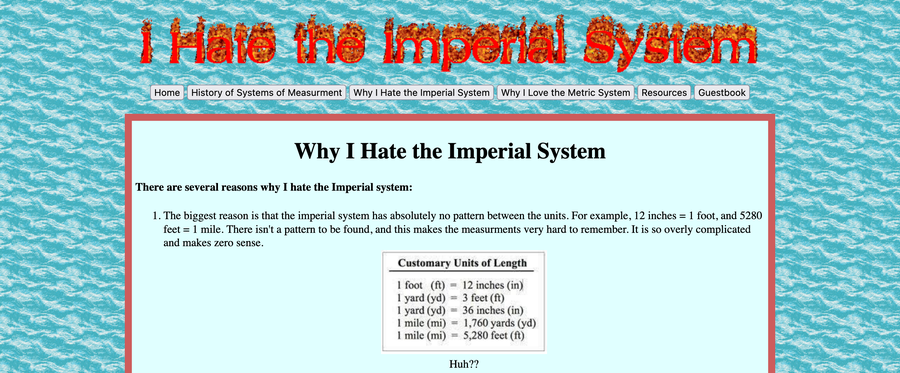 I Hate the Imperial System
Home History of Systems of Measurment Why I Hate the Imperial System Why I Love the Metric System Resources Guestbook
Why I Hate the Imperial System
There are several reasons why I hate the Imperial system:
1. The biggest reason is that the imperial system has absolutely no pattern between the units. For example, 12 inches = 1 foot, and 5280
feet = 1 mile. There isn't a pattern to be found, and this makes the measurments very hard to remember. It is so overly complicated
and makes zero sense.
Customary Units of Length
1 foot (ft) = 12 inches (in)
1 yard (yd) = 3 feet (ft)
1 yard (yd) = 36 inches (in)
1 mile (mi) = 1,760 yards (yd)
1 mile (mi) = 5,280 feet (ft)
Huh??